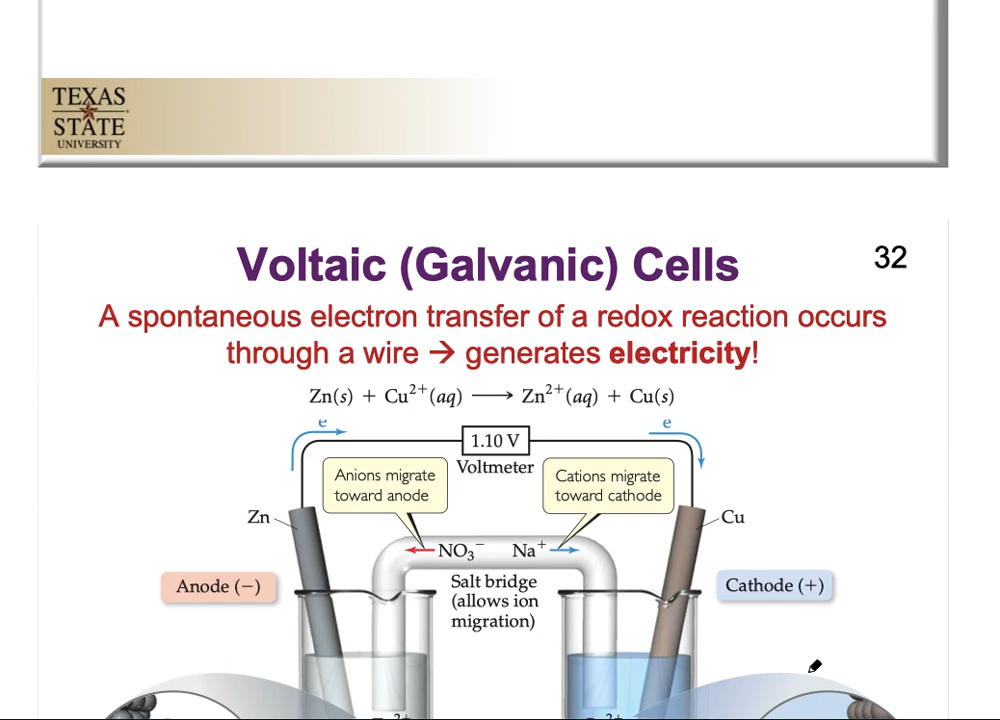 TEXAS
STATE
UNIVERSITY
Voltaic (Galvanic) Cells
32
A spontaneous electron transfer of a redox reaction occurs
through a wire → generates electricity!
Zn(s) + Cu²⁺(aq) ⟶ Zn²⁺(aq) + Cu(s)
e
e
1.10 V
Voltmeter
Anions migrate
toward anode
Cations migrate
toward cathode
Zn
Cu
NO₃⁻
Na⁺
Anode (−)
Salt bridge
(allows ion
migration)
Cathode (+)